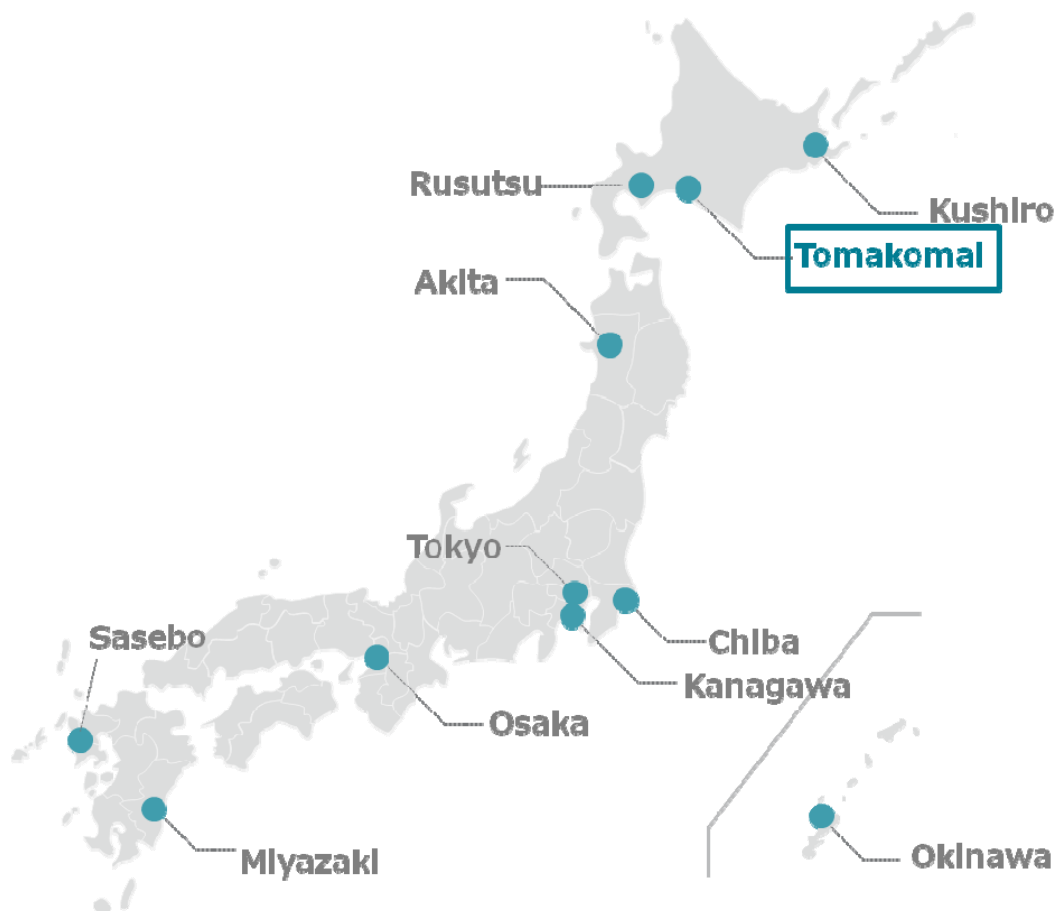 Rusutsu
Kushiro
Tomakomai
Akita
Tokyo
Sasebo
Chiba
Kanagawa
Osaka
Miyazaki
Okinawa